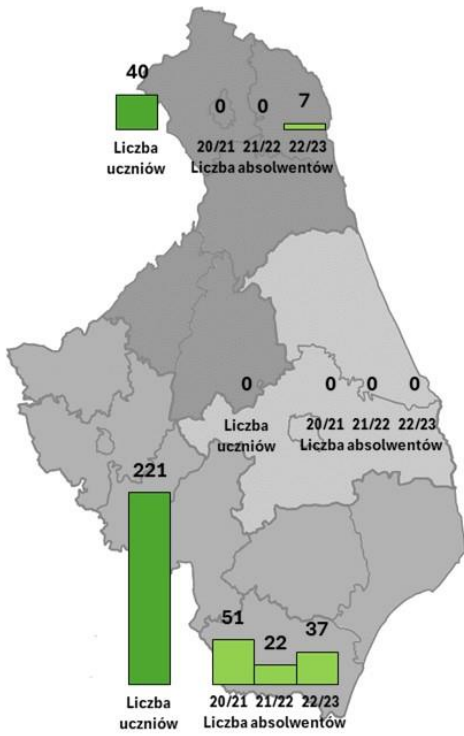 40
0 0 7
Liczba
uczniów
20/21 21/22 22/23
Liczba absolwentów
0
0 0 0
Liczba
uczniów
20/21 21/22 22/23
Liczba absolwentów
221
51
22
37
Liczba
uczniów
20/21 21/22 22/23
Liczba absolwentów